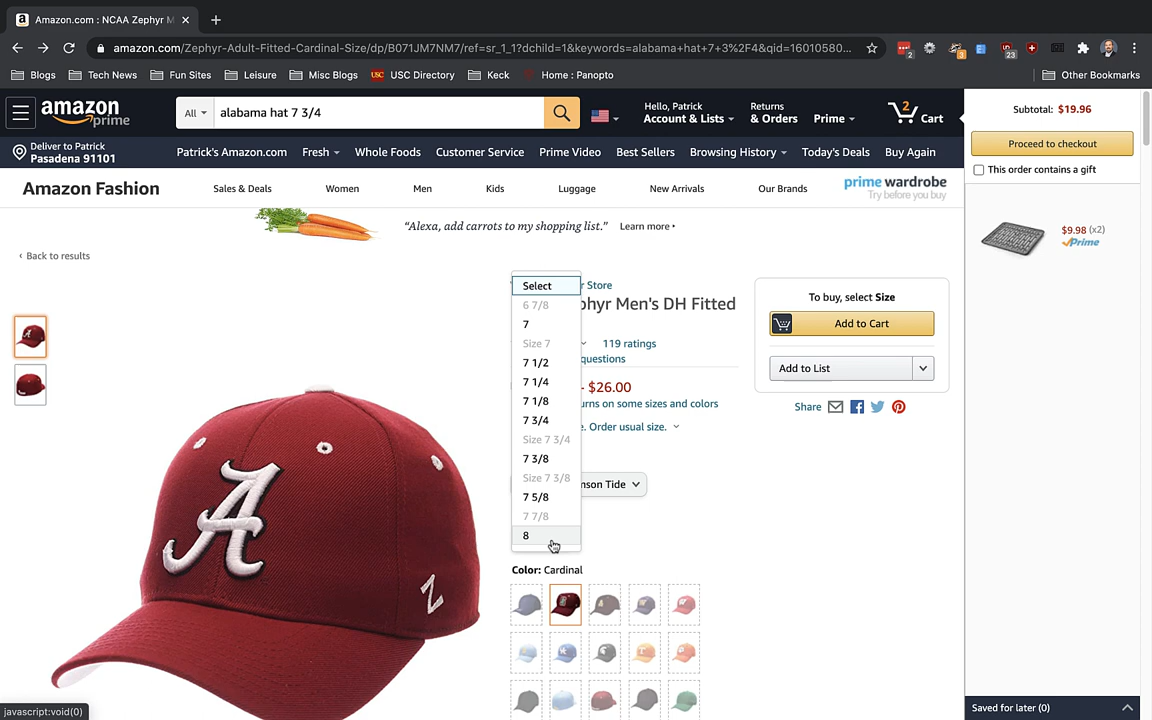 Amazon.com : NCAA Zephyr M
amazon.com/Zephyr-Adult-Fitted-Cardinal-Size/dp/B071JM7NM7/ref=sr_1_1?dchild=1&keywords=alabama+hat+7+3%2F4&qid=16010580...
2 3 23
Blogs Tech News Fun Sites Leisure Misc Blogs USC USC Directory Keck Home : Panopto Other Bookmarks
amazon prime
All alabama hat 7 3/4
Hello, Patrick
Account & Lists
Returns
& Orders
Prime
2 Cart
Deliver to Patrick
Pasadena 91101
Patrick's Amazon.com Fresh Whole Foods Customer Service Prime Video Best Sellers Browsing History Today's Deals Buy Again
Amazon Fashion Sales & Deals Women Men Kids Luggage New Arrivals Our Brands
prime wardrobe
Try before you buy
“Alexa, add carrots to my shopping list.” Learn more
‹ Back to results
Store
Zephyr Men's DH Fitted
119 ratings
questions
- $26.00
on some sizes and colors
Order usual size.
Select
6 7/8
7
Size 7
7 1/2
7 1/4
7 1/8
7 3/4
Size 7 3/4
7 3/8
Size 7 3/8
7 5/8
7 7/8
8
Tide
Color: Cardinal
To buy, select Size
Add to Cart
Add to List
Share
Subtotal: $19.96
Proceed to checkout
This order contains a gift
$9.98 (x2)
Prime
Saved for later (0)
A
Z
javascript:void(0)